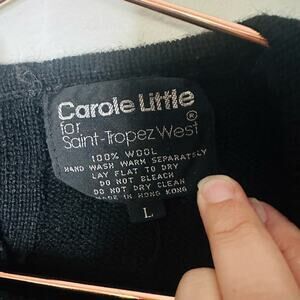 Carole Little
for
Saint-Tropez West
®
100% WOOL
HAND WASH WARM SEPARATELY
LAY FLAT TO DRY
DO NOT BLEACH
DO NOT DRY CLEAN
MADE IN HONG KONG
L